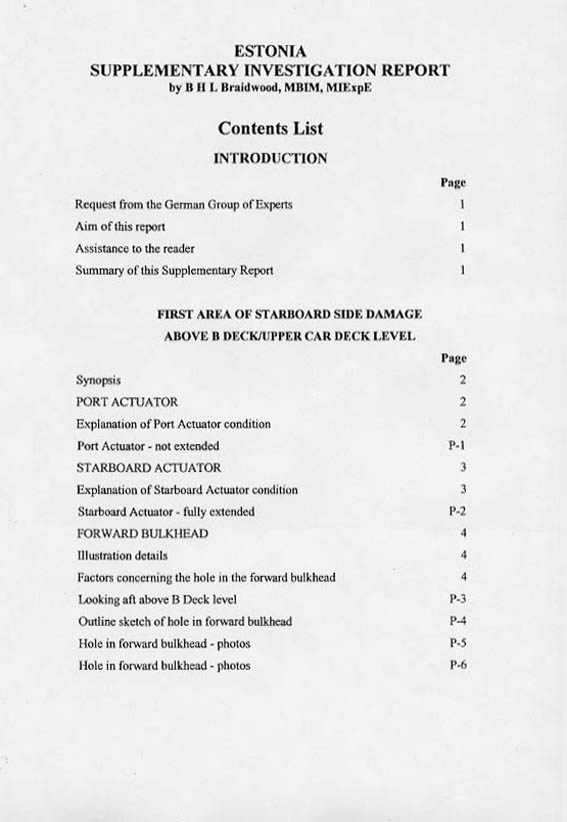 ESTONIA
SUPPLEMENTARY INVESTIGATION REPORT
by B H L Braidwood, MBIM, MIExpE
Contents List
INTRODUCTION
Page
Request from the German Group of Experts 1
Aim of this report 1
Assistance to the reader 1
Summary of this Supplementary Report 1
FIRST AREA OF STARBOARD SIDE DAMAGE
ABOVE B DECK/UPPER CAR DECK LEVEL
Page
Synopsis 2
PORT ACTUATOR 2
Explanation of Port Actuator condition 2
Port Actuator - not extended P-1
STARBOARD ACTUATOR 3
Explanation of Starboard Actuator condition 3
Starboard Actuator - fully extended P-2
FORWARD BULKHEAD 4
Illustration details 4
Factors concerning the hole in the forward bulkhead 4
Looking aft above B Deck level P-3
Outline sketch of hole in forward bulkhead P-4
Hole in forward bulkhead - photos P-5
Hole in forward bulkhead - photos P-6